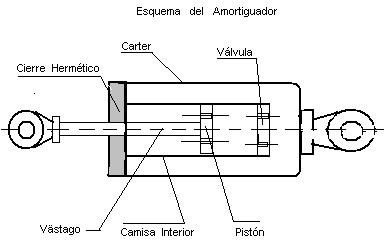 Esquema del Amortiguador
Carter
Válvula
Cierre Hermético
Vástago
Camisa Interior
Pistón